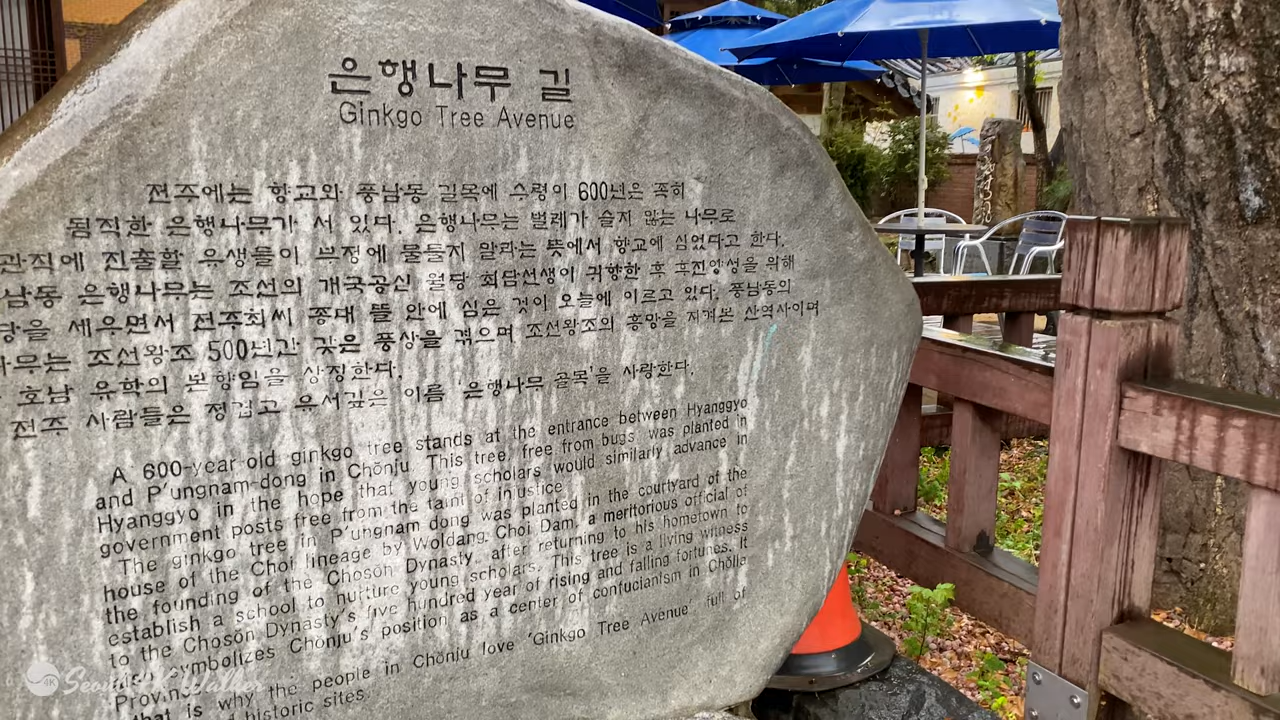 은행나무 길
Ginkgo Tree Avenue
전주에는 향교와 풍남동 길목에 수령이 600년은 족히
됨직한 은행나무가 서 있다. 은행나무는 벌레가 슬지 않는 나무로
관직에 진출할 유생들이 부정에 물들지 말라는 뜻에서 향교에 심었다고 한다.
남동 은행나무는 조선의 개국공신 월당 최담선생이 귀향한 후 후진양성을 위해
당을 세우면서 전주최씨 종대 뜰 안에 심은 것이 오늘에 이르고 있다. 풍남동의
나무는 조선왕조 500년간 갖은 풍상을 겪으며 조선왕조의 흥망을 지켜본 산역사이며
호남 유학의 본향임을 상징한다.
전주 사람들은 정겹고 유서깊은 이름 '은행나무 골목'을 사랑한다.
A 600-year-old ginkgo tree stands at the entrance between Hyanggyo
and P'ungnam-dong in Chŏnju. This tree, free from bugs, was planted in
Hyanggyo in the hope that young scholars would similarly advance in
government posts free from the taint of injustice.
The ginkgo tree in P'ungnam dong was planted in the courtyard of the
house of the Choi lineage by Woldang. Choi Dam, a meritorious official of
the founding of the Chosŏn Dynasty, after returning to his hometown to
establish a school to nurture young scholars. This tree is a living witness
to the Chosŏn Dynasty's five hundred year of rising and falling fortunes. It
also symbolizes Chŏnju's position as a center of confucianism in Chŏlla
Provin
that is why the people in Chŏnju love 'Ginkgo Tree Avenue', full of
historic sites.
4K
Seoul Walker